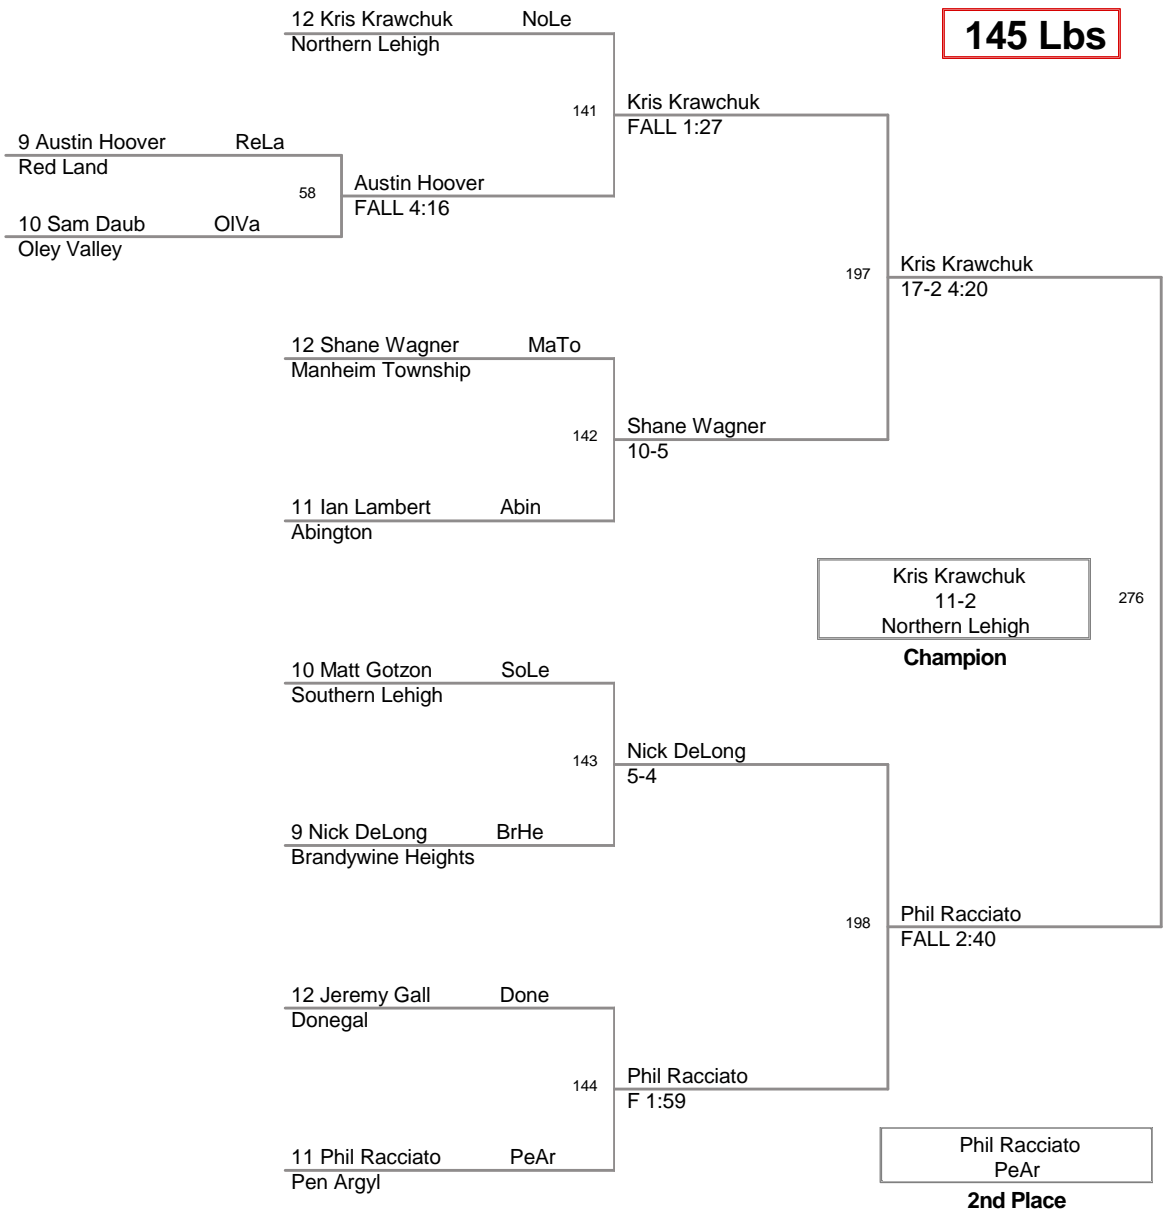 145 Lbs
12 Kris Krawchuk NoLe
Northern Lehigh
141
Kris Krawchuk
FALL 1:27
9 Austin Hoover ReLa
Red Land
58
Austin Hoover
FALL 4:16
10 Sam Daub OlVa
Oley Valley
197
Kris Krawchuk
17-2 4:20
12 Shane Wagner MaTo
Manheim Township
142
Shane Wagner
10-5
11 Ian Lambert Abin
Abington
Kris Krawchuk
11-2
Northern Lehigh
Champion
276
10 Matt Gotzon SoLe
Southern Lehigh
143
Nick DeLong
5-4
9 Nick DeLong BrHe
Brandywine Heights
198
Phil Racciato
FALL 2:40
12 Jeremy Gall Done
Donegal
144
Phil Racciato
F 1:59
11 Phil Racciato PeAr
Pen Argyl
Phil Racciato
PeAr
2nd Place